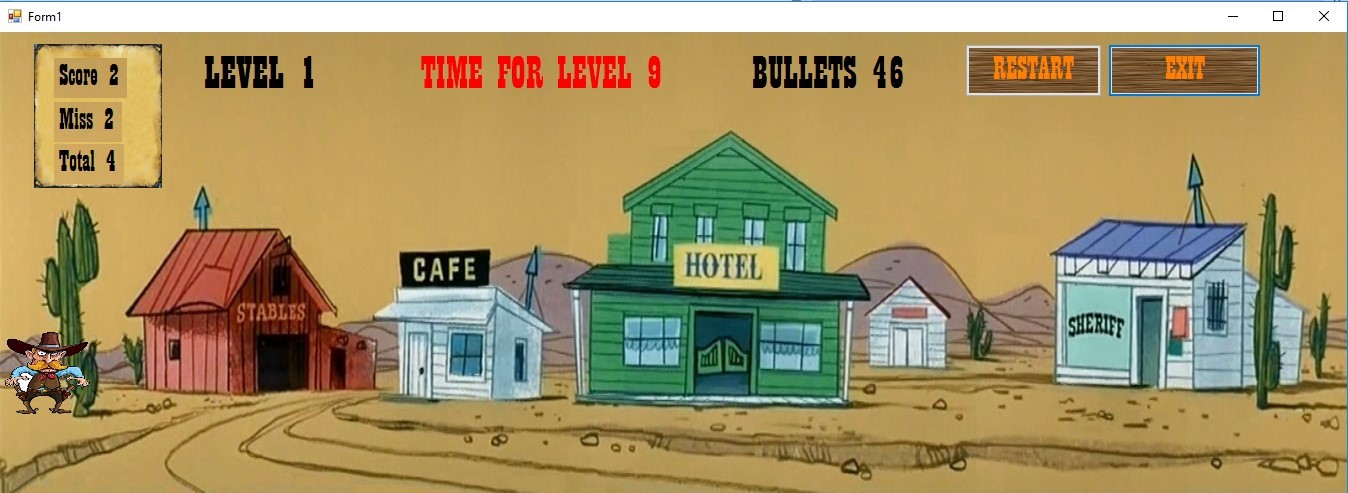 Form1
Score 2
Miss 2
Total 4
LEVEL 1
TIME FOR LEVEL 9
BULLETS 46
RESTART
EXIT
STABLES
CAFE
HOTEL
SHERIFF